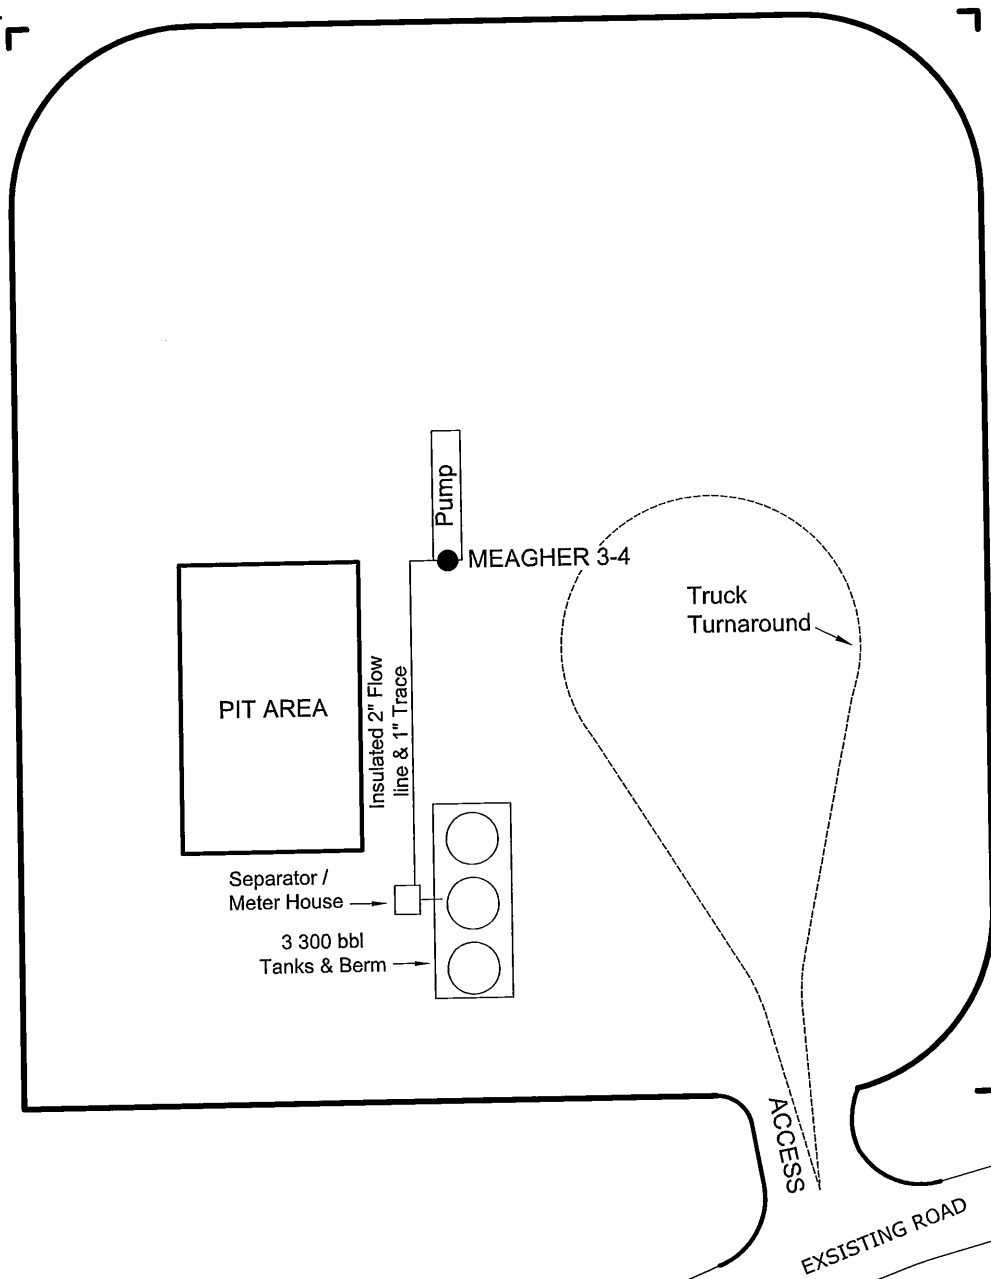 Pump
MEAGHER 3-4
Truck
Turnaround
PIT AREA
Insulated 2" Flow
line & 1" Trace
Separator /
Meter House
3 300 bbl
Tanks & Berm
ACCESS
EXSISTING ROAD